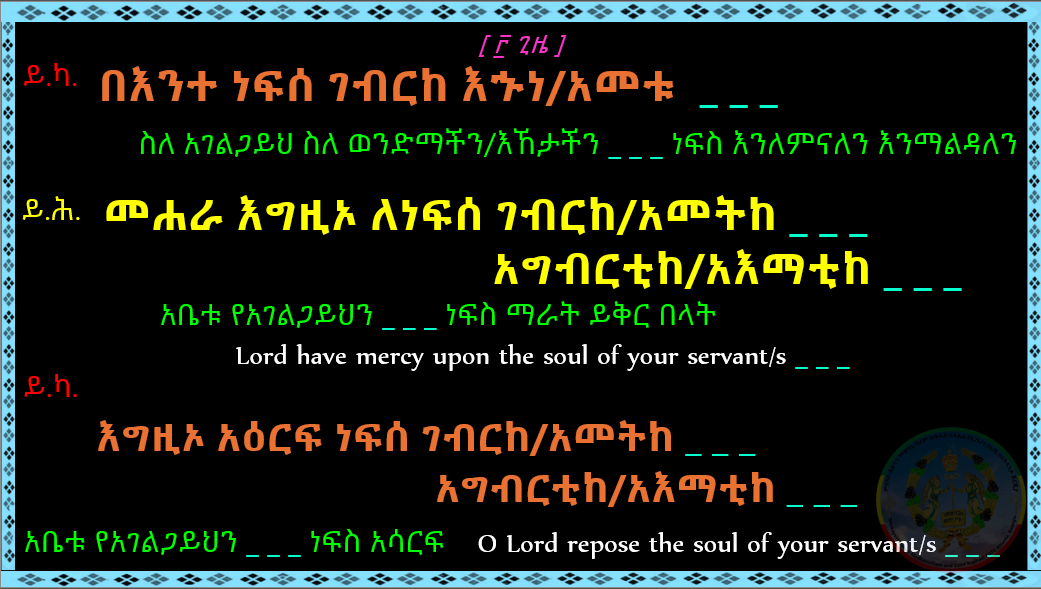 [ ፫ ጊዜ ]
ይ.ካ. በእንተ ነፍሰ ገብርከ እኍነ/አመቱ _ _ _
ስለ አገልጋይህ ስለ ወንድማችን/እኸታችን _ _ _ ነፍስ እንለምናለን እንማልዳለን
ይ.ሕ. መሐራ እግዚኦ ለነፍሰ ገብርከ/አመትከ _ _ _
አግብርቲከ/አእማቲከ _ _ _
አቤቱ የአገልጋይህን _ _ _ ነፍስ ማራት ይቅር በላት
Lord have mercy upon the soul of your servant/s _ _ _
ይ.ካ.
እግዚኦ አዕርፍ ነፍሰ ገብርከ/አመትከ _ _ _
አግብርቲከ/አእማቲከ _ _ _
አቤቱ የአገልጋይህን _ _ _ ነፍስ አሳርፍ O Lord repose the soul of your servant/s _ _ _